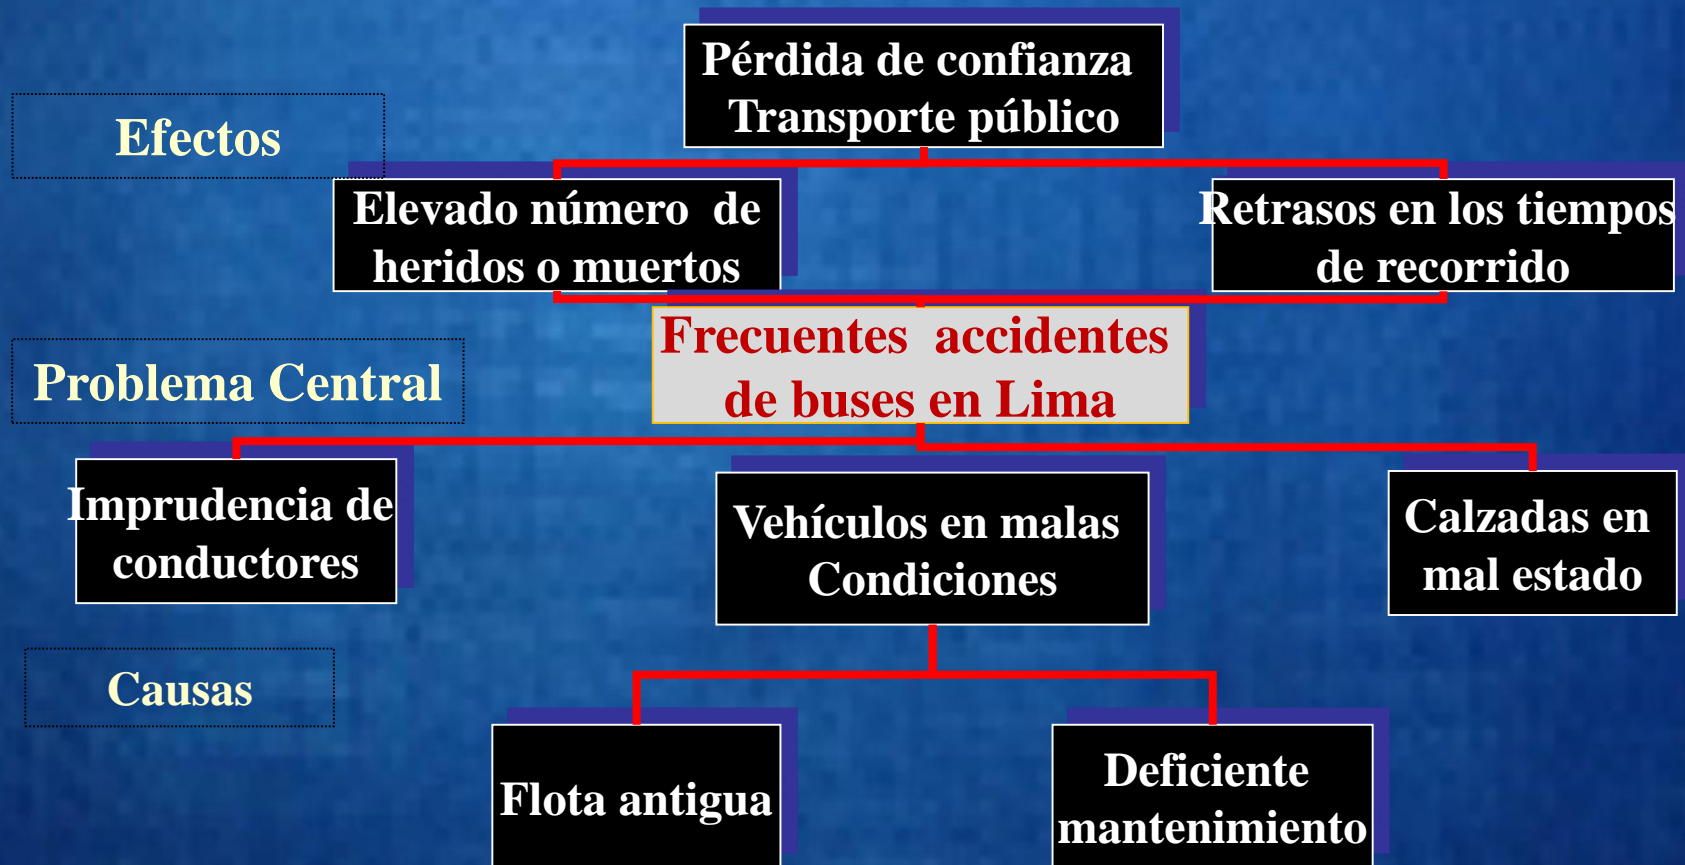 Pérdida de confianza
Transporte público
Efectos
Elevado número  de
heridos o muertos
Retrasos en los tiempos
de recorrido
Frecuentes  accidentes
de buses en Lima
Problema Central
Imprudencia de
conductores
Vehículos en malas
Condiciones
Calzadas en
mal estado
Causas
Flota antigua
Deficiente
mantenimiento